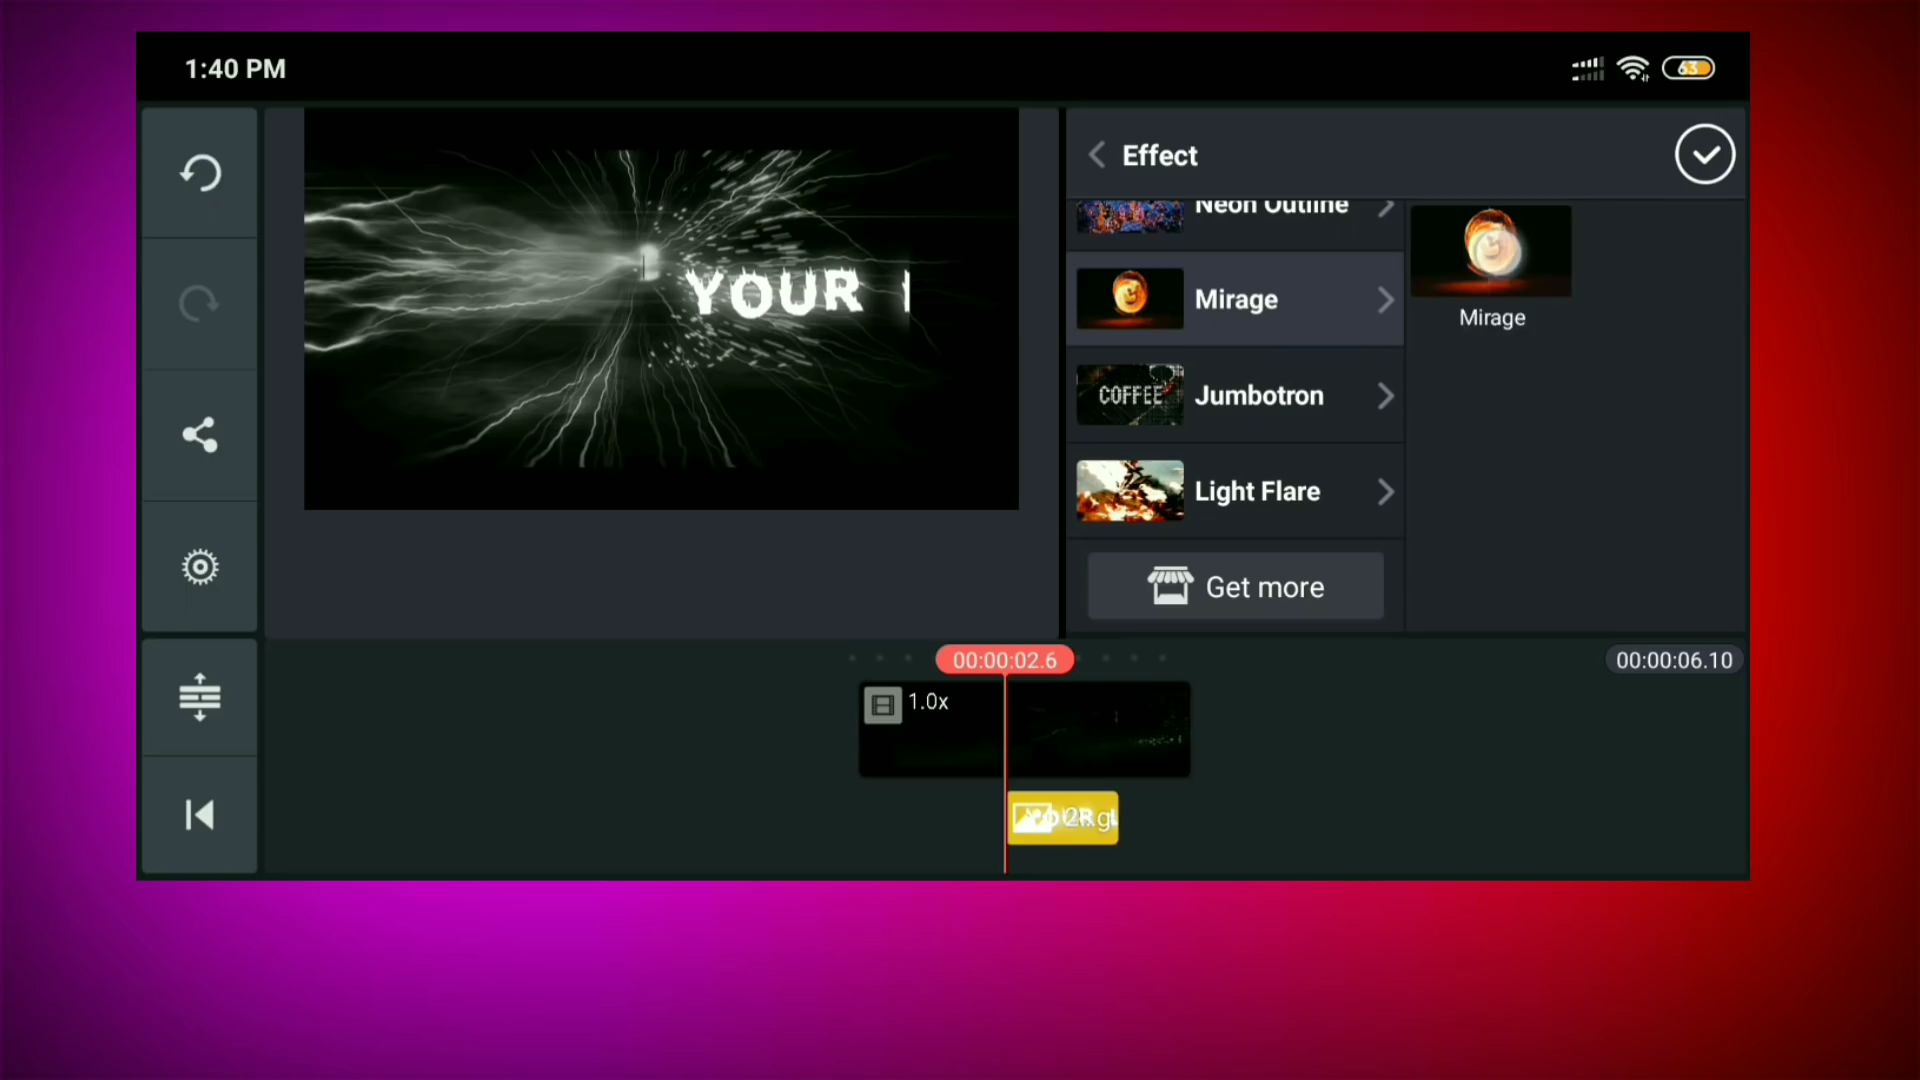 1:40 PM
63
YOUR
Effect
Neon Outline
Mirage
COFFEE
Jumbotron
Light Flare
Get more
Mirage
00:00:02.6
00:00:06.10
1.0x